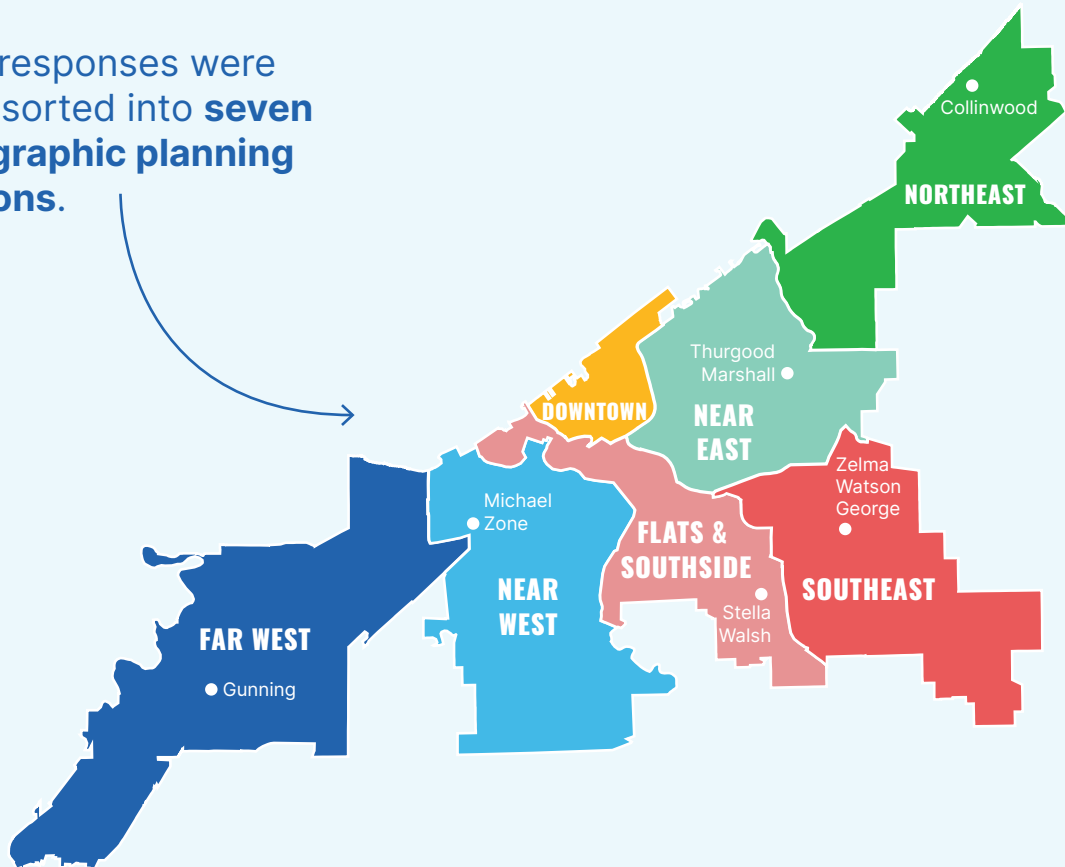 responses were
sorted into seven
graphic planning
ons.
Collinwood
NORTHEAST
Thurgood
Marshall
NEAR
EAST
DOWNTOWN
Zelma
Watson
George
Michael
Zone
FLATS &
SOUTHSIDE
SOUTHEAST
NEAR
WEST
Stella
Walsh
FAR WEST
Gunning